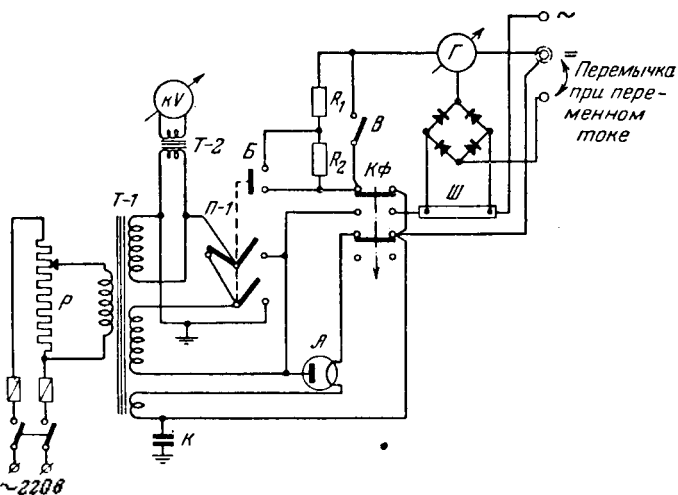 ~
Г
=
Перемычка
при пере-
менном
токе
kV
Т-2
R₁
В
Б
R₂
Кф
Т-1
П-1
Ш
Р
А
К
~220в